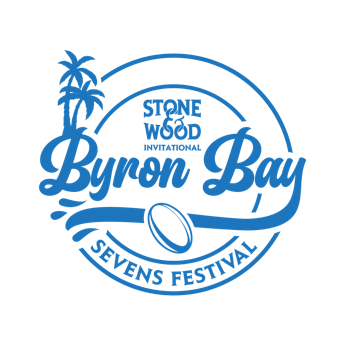 STONE
&
WOOD
INVITATIONAL
Byron Bay
SEVENS FESTIVAL